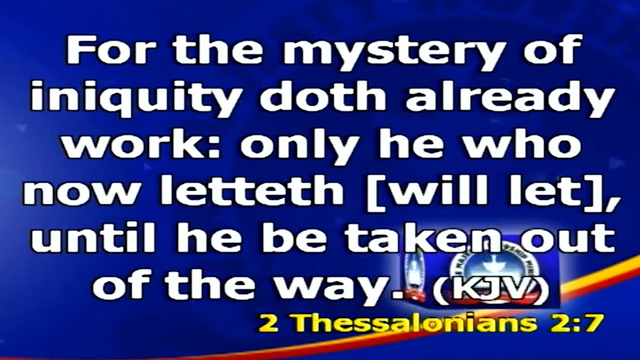 For the mystery of
iniquity doth already
work: only he who
now letteth [will let],
until he be taken out
of the way. (KJV)
2 Thessalonians 2:7